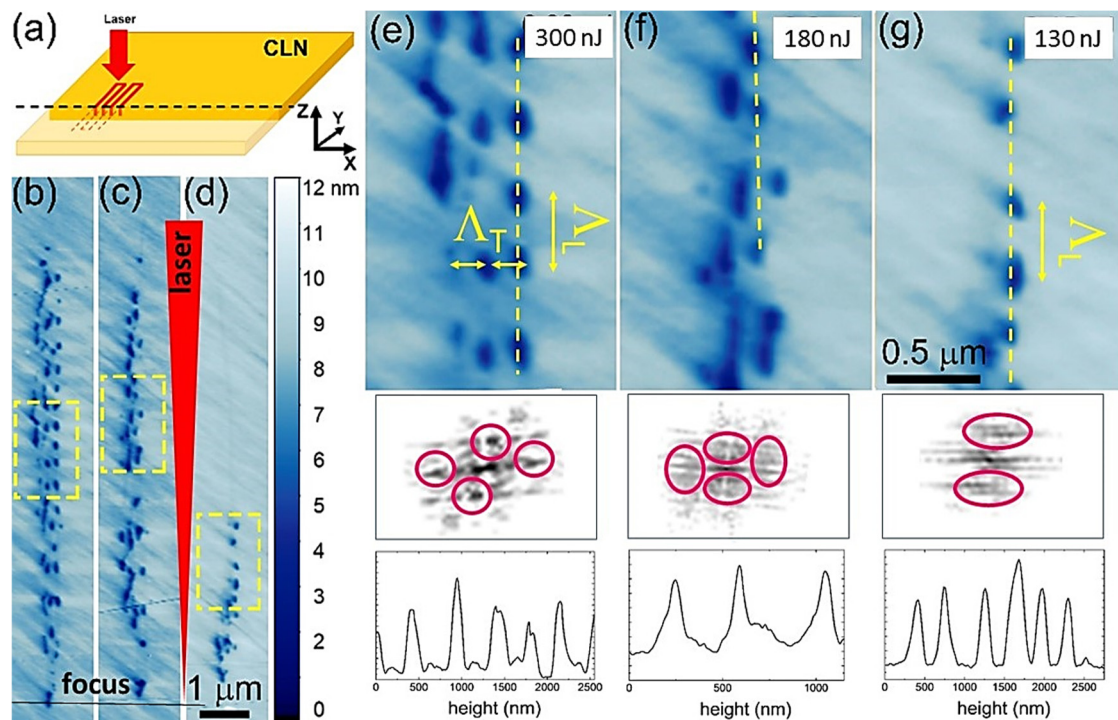 (a)
Laser
CLN
Z
Y
X
(b)
(c)
(d)
laser
focus
1 μm
12 nm
11
10
9
8
7
6
5
4
3
2
0
(e)
300 nJ
Λ_T
Λ_L
(f)
180 nJ
(g)
130 nJ
Λ_L
0.5 μm
0 500 1000 1500 2000 2500
height (nm)
0 500 1000
height (nm)
0 500 1000 1500 2000 2500
height (nm)